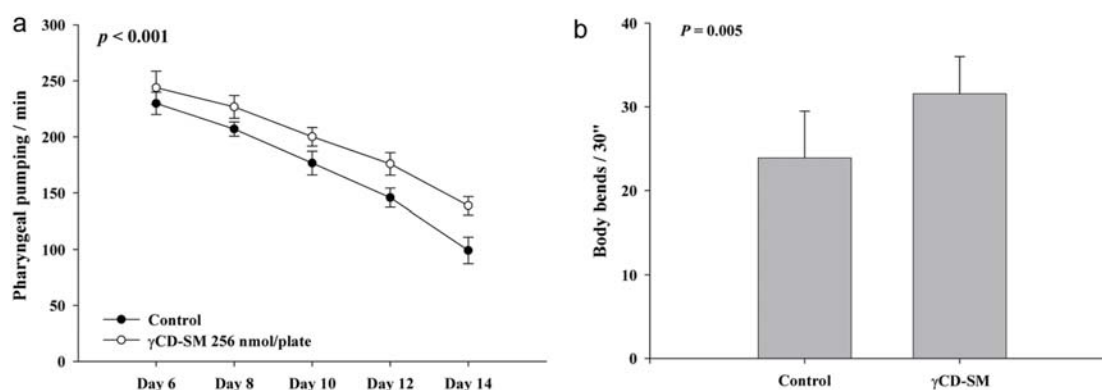 a
p < 0.001
300
250
200
150
100
50
0
Pharyngeal pumping / min
Control
γCD-SM 256 nmol/plate
Day 6 Day 8 Day 10 Day 12 Day 14
b
P = 0.005
40
30
20
10
0
Body bends / 30"
Control γCD-SM